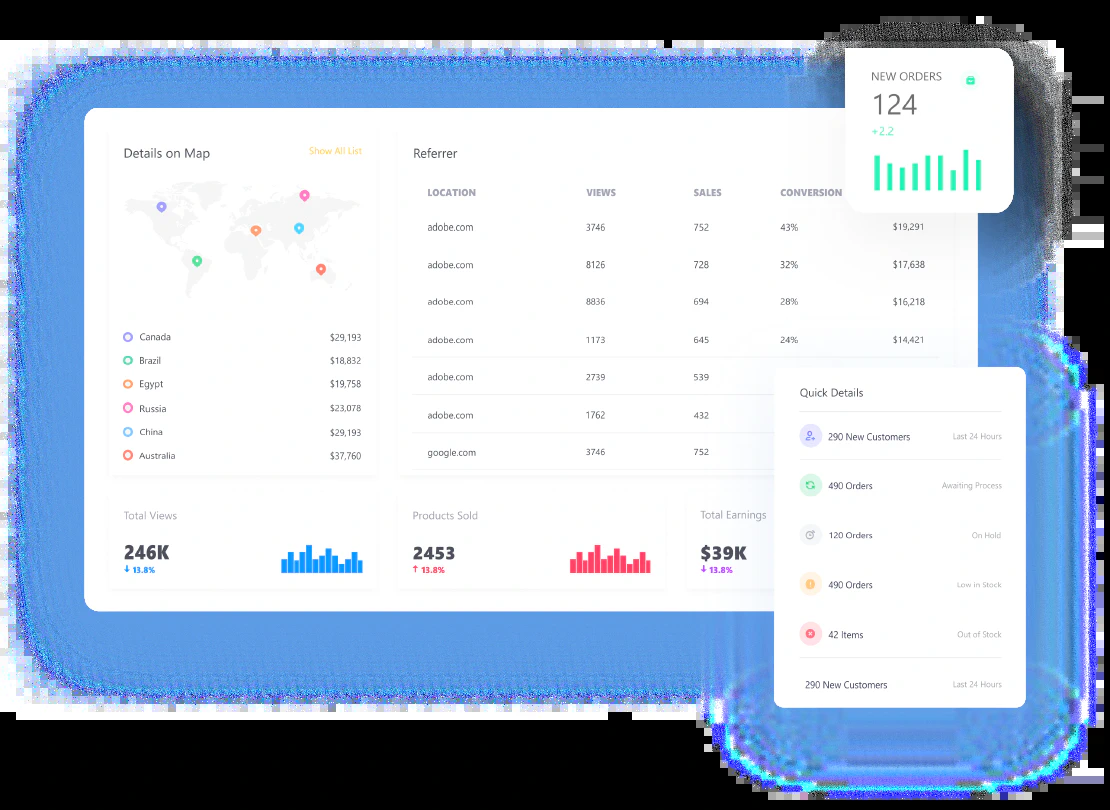 NEW ORDERS
124
+2.2
Details on Map
Show All List
Canada $29,193
Brazil $18,832
Egypt $19,758
Russia $23,078
China $29,193
Australia $37,760
Referrer
LOCATION VIEWS SALES CONVERSION
adobe.com 3746 752 43% $19,291
adobe.com 8126 728 32% $17,638
adobe.com 8836 694 28% $16,218
adobe.com 1173 645 24% $14,421
adobe.com 2739 539
adobe.com 1762 432
google.com 3746 752
Quick Details
290 New Customers Last 24 Hours
490 Orders Awaiting Process
120 Orders On Hold
490 Orders Low in Stock
42 Items Out of Stock
290 New Customers Last 24 Hours
Total Views
246K
↓ 13.8%
Products Sold
2453
↑ 13.8%
Total Earnings
$39K
↓ 13.8%